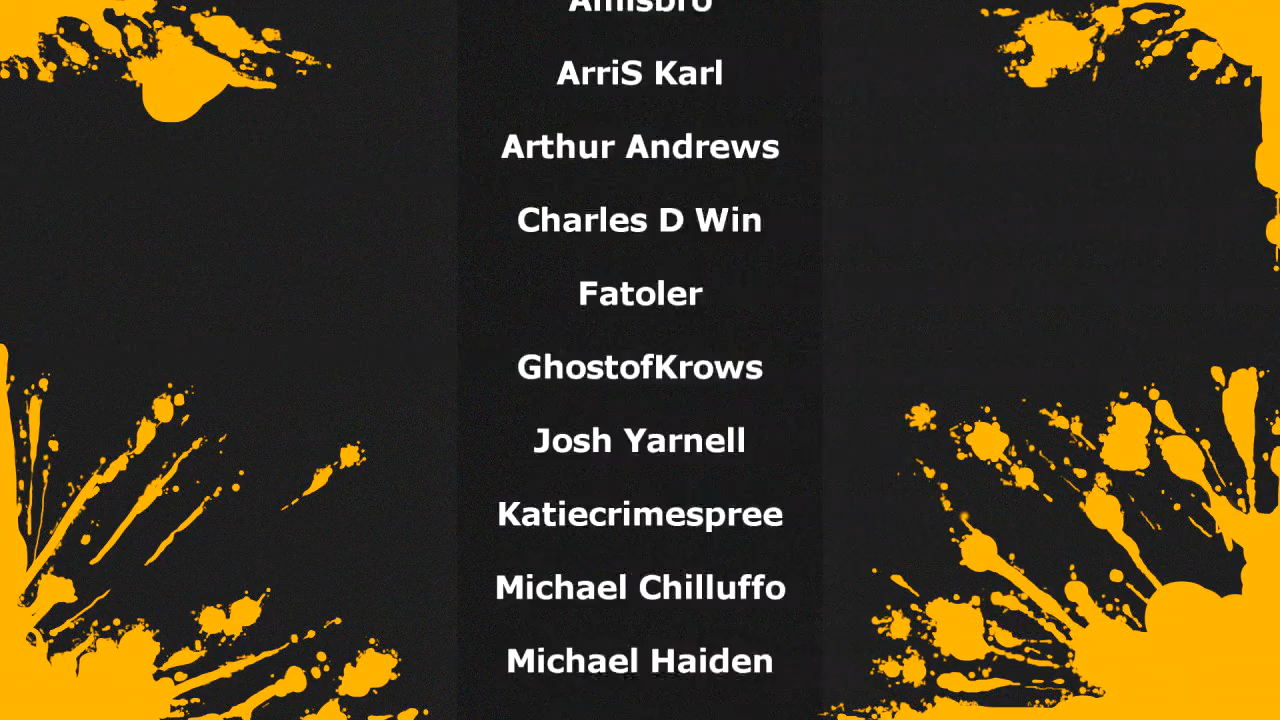 ArriS Karl
Arthur Andrews
Charles D Win
Fatoler
GhostofKrows
Josh Yarnell
Katiecrimespree
Michael Chilluffo
Michael Haiden